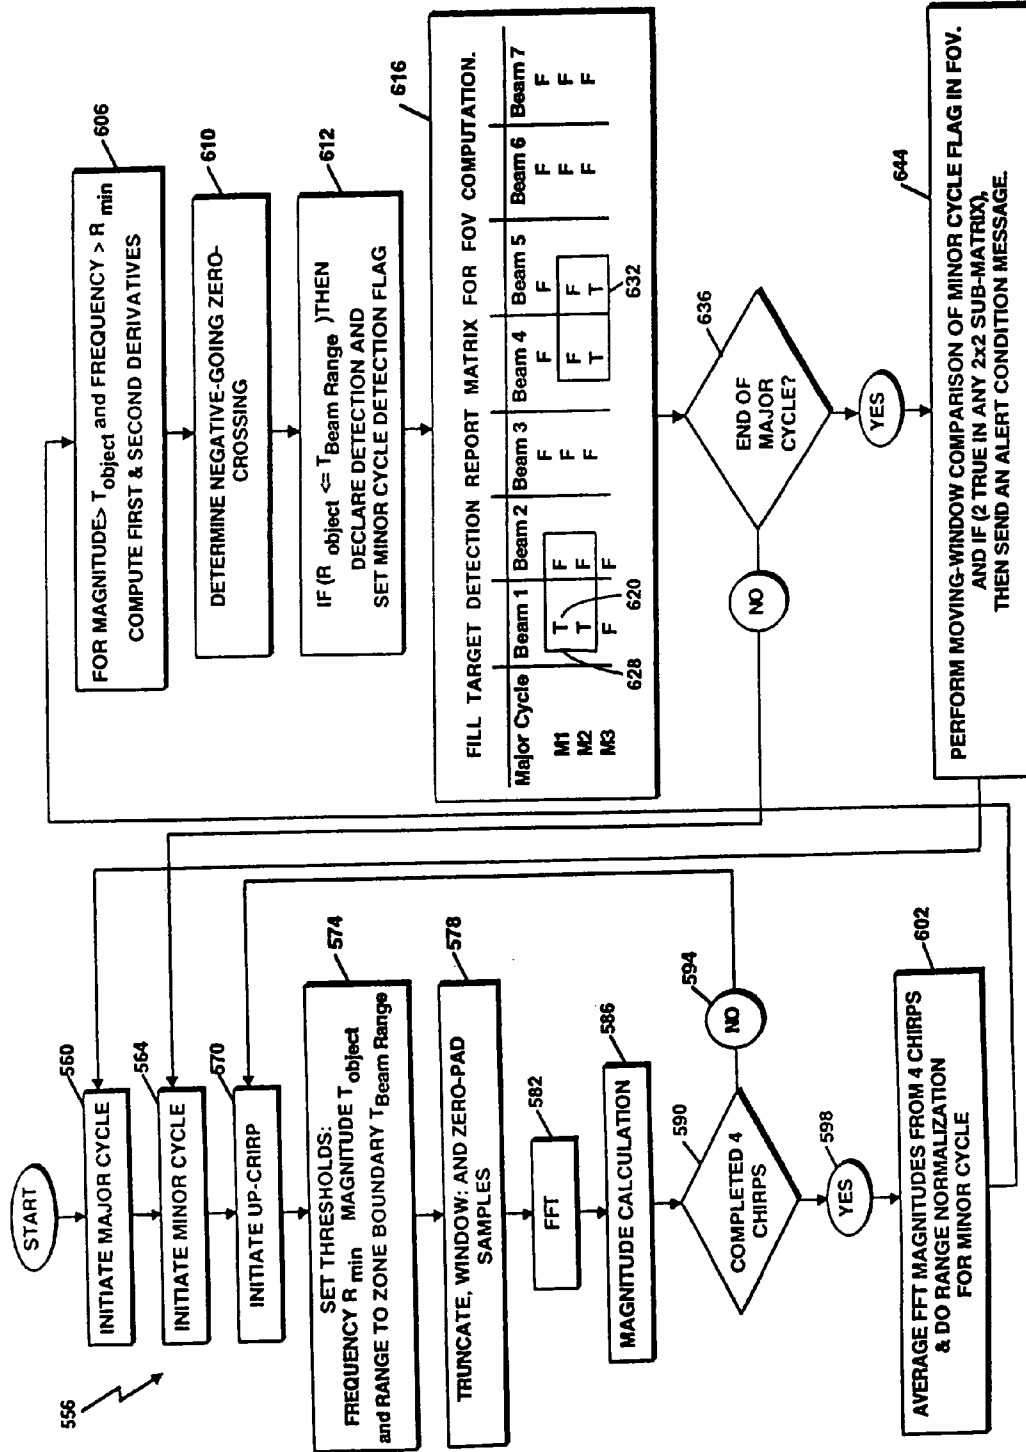 556
START
560
INITIATE MAJOR CYCLE
564
INITIATE MINOR CYCLE
570
INITIATE UP-CRIRP
574
SET THRESHOLDS:
FREQUENCY R min MAGNITUDE T object
and RANGE TO ZONE BOUNDARY T Beam Range
578
TRUNCATE, WINDOW: AND ZERO-PAD
SAMPLES
582
FFT
586
MAGNITUDE CALCULATION
590
COMPLETED 4
CHIRPS
594
NO
598
YES
602
AVERAGE FFT MAGNITUDES FROM 4 CHIRPS
& DO RANGE NORMALIZATION
FOR MINOR CYCLE
606
FOR MAGNITUDE> T object and FREQUENCY > R min
COMPUTE FIRST & SECOND DERIVATIVES
610
DETERMINE NEGATIVE-GOING ZERO-
CROSSING
612
IF (R object <= T Beam Range )THEN
DECLARE DETECTION AND
SET MINOR CYCLE DETECTION FLAG
616
FILL TARGET DETECTION REPORT MATRIX FOR FOV COMPUTATION.
Major Cycle Beam 1 Beam 2 Beam 3 Beam 4 Beam 5 Beam 6 Beam 7
M1 T F F F F F F
M2 T F F F F F F
M3 F F F T T F F
628
620
632
636
END OF
MAJOR
CYCLE?
NO
YES
644
PERFORM MOVING-WINDOW COMPARISON OF MINOR CYCLE FLAG IN FOV.
AND IF (2 TRUE IN ANY 2x2 SUB-MATRIX),
THEN SEND AN ALERT CONDITION MESSAGE.